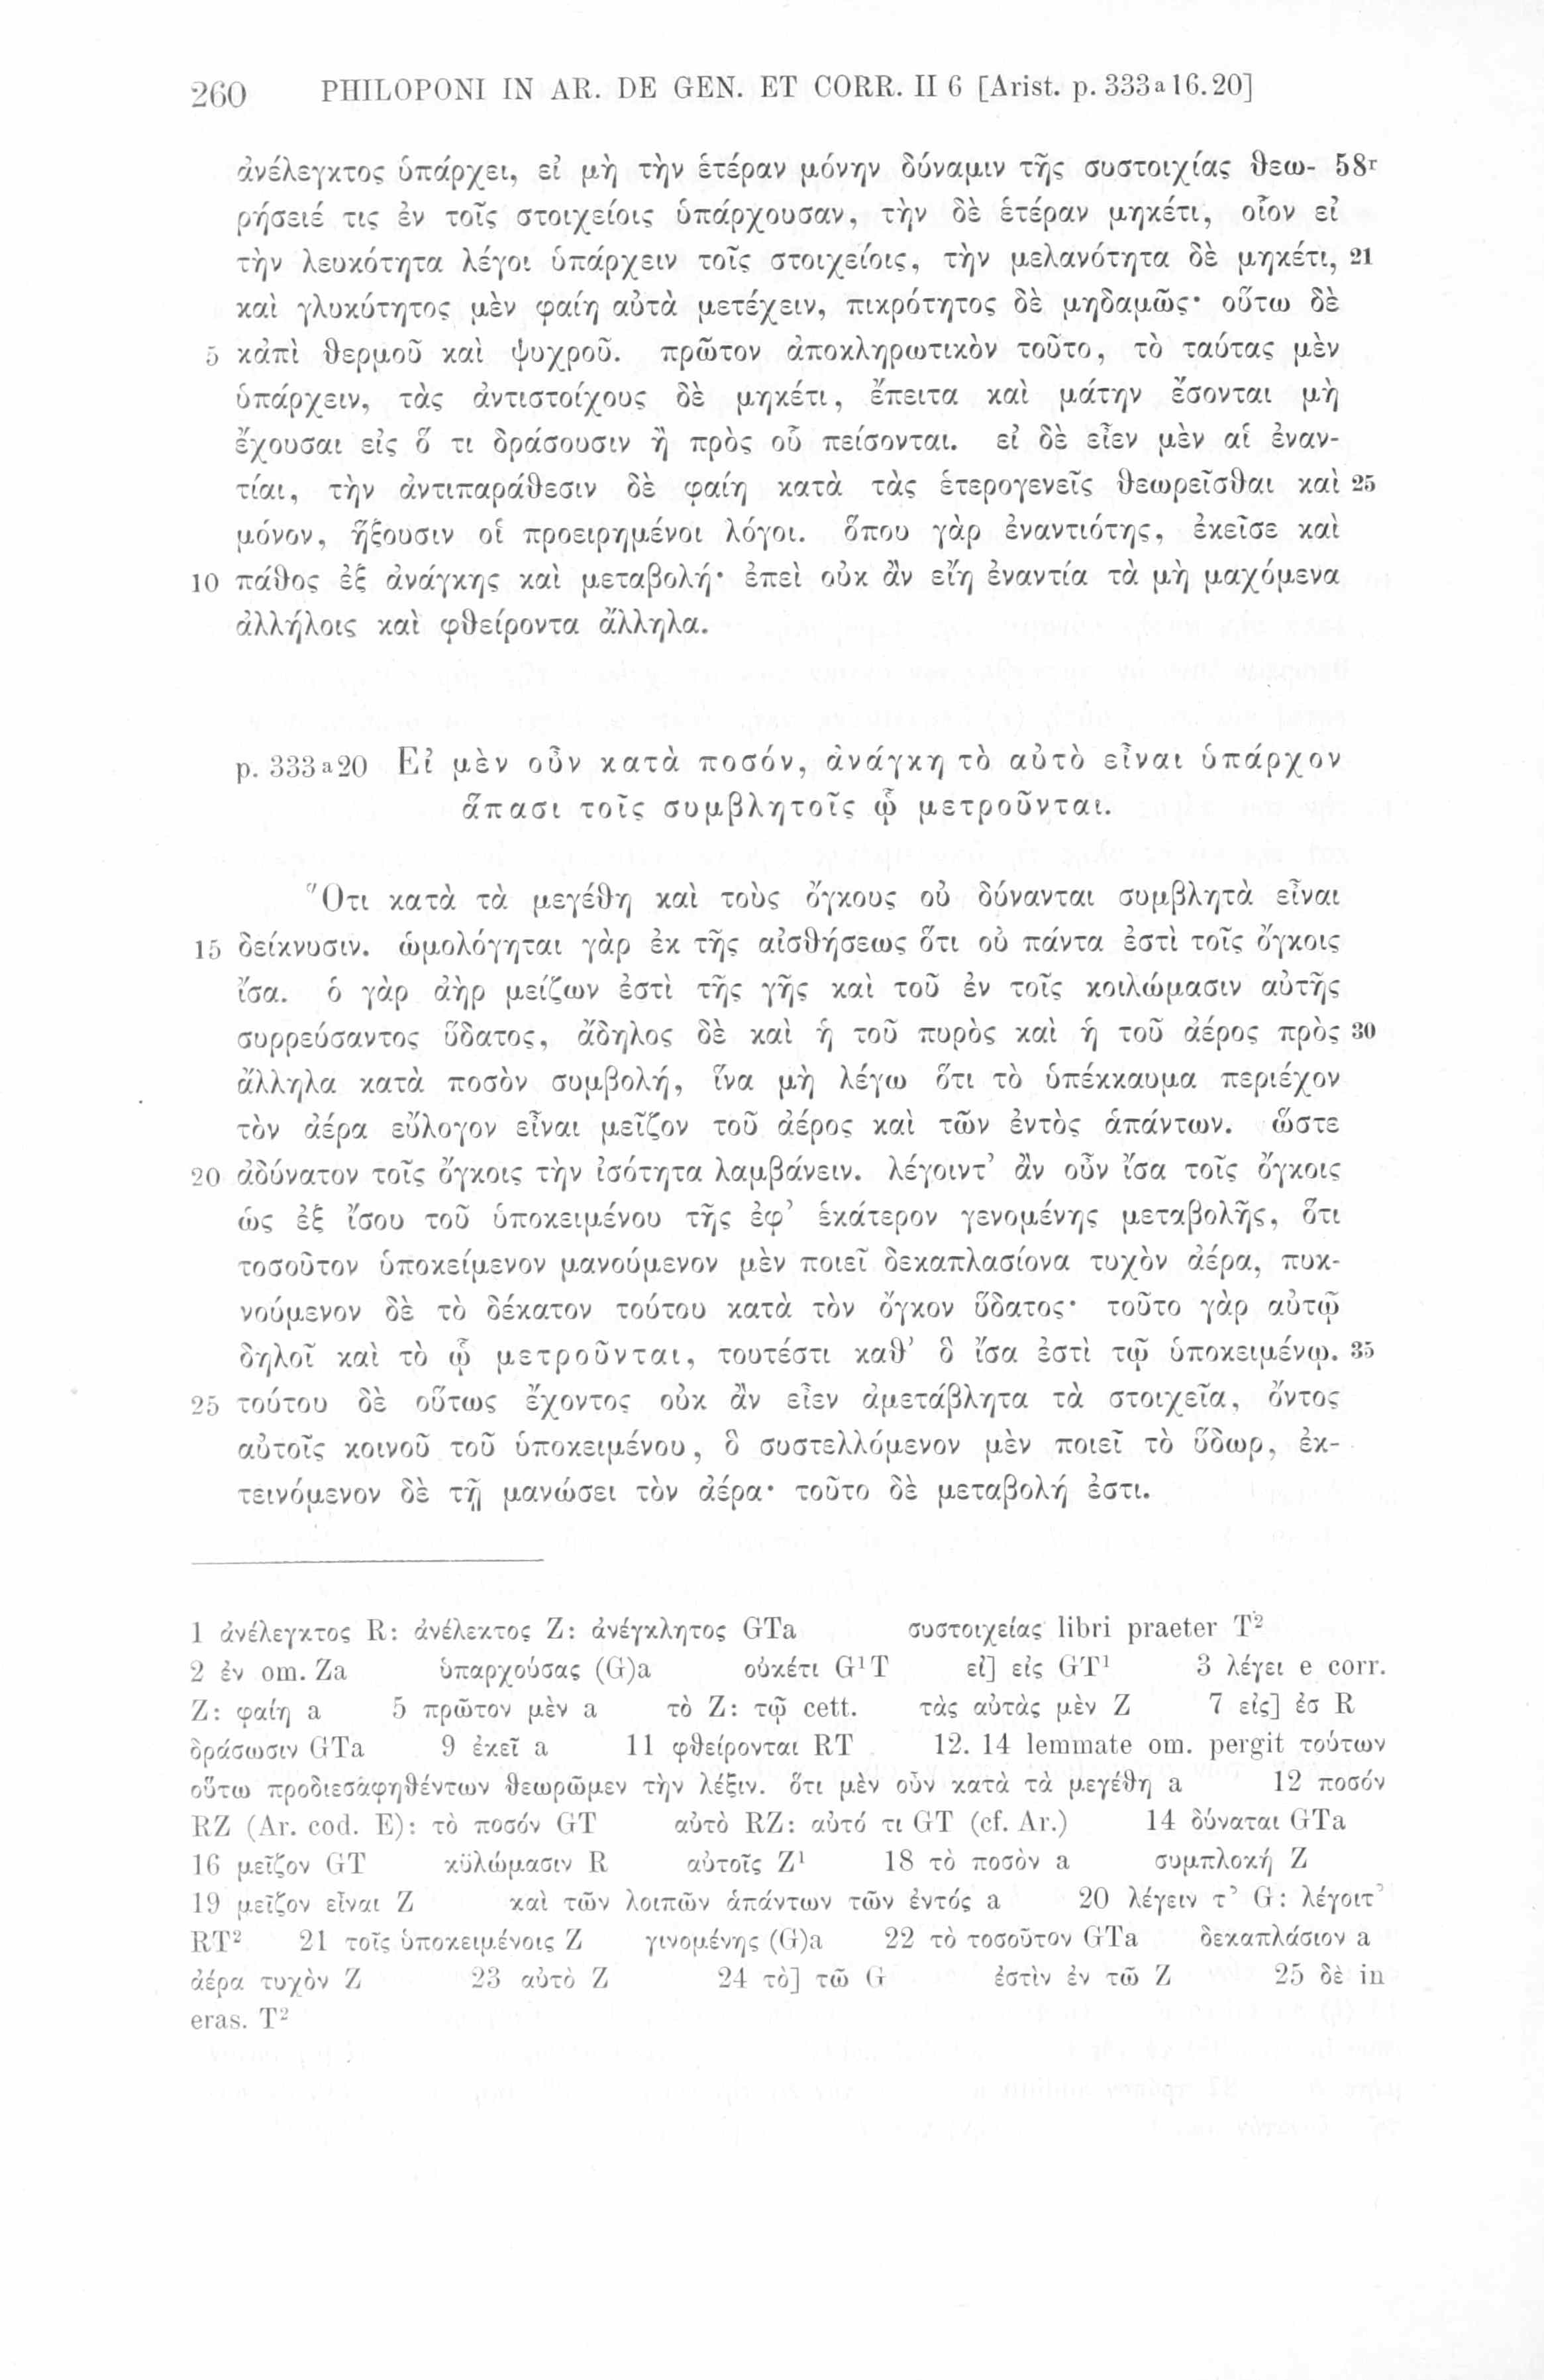 260 PHILOPONI IN AR. DE GEN. ET CORR. II 6 [Arist. p. 333a16.20]
ἀνέλεγκτος ὑπάρχει, εἰ μὴ τὴν ἑτέραν μόνην δύναμιν τῆς συστοιχίας θεω- 58r
ρήσειέ τις ἐν τοῖς στοιχείοις ὑπάρχουσαν, τὴν δὲ ἑτέραν μηκέτι, οἷον εἰ
τὴν λευκότητα λέγοι ὑπάρχειν τοῖς στοιχείοις, τὴν μελανότητα δὲ μηκέτι, 21
καὶ γλυκύτητος μὲν φαίη αὐτὰ μετέχειν, πικρότητος δὲ μηδαμῶς· οὕτω δὲ
5 κἀπὶ θερμοῦ καὶ ψυχροῦ. πρῶτον ἀποκληρωτικὸν τοῦτο, τὸ ταύτας μὲν
ὑπάρχειν, τὰς ἀντιστοίχους δὲ μηκέτι, ἔπειτα καὶ μάτην ἔσονται μὴ
ἔχουσαι εἰς ὅ τι δράσουσιν ἢ πρὸς οὗ πείσονται. εἰ δὲ εἶεν μὲν αἱ ἐναν-
τίαι, τὴν ἀντιπαράθεσιν δὲ φαίη κατὰ τὰς ἑτερογενεῖς θεωρεῖσθαι καὶ 25
μόνον, ἥξουσιν οἱ προειρημένοι λόγοι. ὅπου γὰρ ἐναντιότης, ἐκεῖσε καὶ
10 πάθος ἐξ ἀνάγκης καὶ μεταβολή· ἐπεὶ οὐκ ἂν εἴη ἐναντία τὰ μὴ μαχόμενα
ἀλλήλοις καὶ φθείροντα ἄλληλα.
p. 333a20 Εἰ μὲν οὖν κατὰ ποσόν, ἀνάγκη τὸ αὐτὸ εἶναι ὑπάρχον
ἅπασι τοῖς συμβλητοῖς ᾧ μετροῦνται.
Ὅτι κατὰ τὰ μεγέθη καὶ τοὺς ὄγκους οὐ δύνανται συμβλητὰ εἶναι
15 δείκνυσιν. ὡμολόγηται γὰρ ἐκ τῆς αἰσθήσεως ὅτι οὐ πάντα ἐστὶ τοῖς ὄγκοις
ἴσα. ὁ γὰρ ἀὴρ μείζων ἐστὶ τῆς γῆς καὶ τοῦ ἐν τοῖς κοιλώμασιν αὐτῆς
συρρεύσαντος ὕδατος, ἄδηλος δὲ καὶ ἡ τοῦ πυρὸς καὶ ἡ τοῦ ἀέρος πρὸς 30
ἄλληλα κατὰ ποσὸν συμβολή, ἵνα μὴ λέγω ὅτι τὸ ὑπέκκαυμα περιέχον
τὸν ἀέρα εὔλογον εἶναι μεῖζον τοῦ ἀέρος καὶ τῶν ἐντὸς ἁπάντων. ὥστε
20 ἀδύνατον τοῖς ὄγκοις τὴν ἰσότητα λαμβάνειν. λέγοιντ’ ἂν οὖν ἴσα τοῖς ὄγκοις
ὡς ἐξ ἴσου τοῦ ὑποκειμένου τῆς ἐφ’ ἑκάτερον γενομένης μεταβολῆς, ὅτι
τοσοῦτον ὑποκείμενον μανούμενον μὲν ποιεῖ δεκαπλασίονα τυχὸν ἀέρα, πυκ-
νούμενον δὲ τὸ δέκατον τούτου κατὰ τὸν ὄγκον ὕδατος· τοῦτο γὰρ αὐτῷ
δηλοῖ καὶ τὸ ᾧ μετροῦνται, τουτέστι καθ’ ὃ ἴσα ἐστὶ τῷ ὑποκειμένῳ. 35
25 τούτου δὲ οὕτως ἔχοντος οὐκ ἂν εἶεν ἀμετάβλητα τὰ στοιχεῖα, ὄντος
αὐτοῖς κοινοῦ τοῦ ὑποκειμένου, ὃ συστελλόμενον μὲν ποιεῖ τὸ ὕδωρ, ἐκ-
τεινόμενον δὲ τῇ μανώσει τὸν ἀέρα· τοῦτο δὲ μεταβολή ἐστι.
1 ἀνέλεγκτος R: ἀνέλεκτος Z: ἀνέγκλητος GTa συστοιχείας libri praeter T²
2 ἐν om. Za ὑπαρχούσας (G)a οὐκέτι G¹T εἰ] εἰς GT¹ 3 λέγει e corr.
Z: φαίη a 5 πρῶτον μὲν a τὸ Z: τῷ cett. τὰς αὐτὰς μὲν Z 7 εἰς] ἐσ R
δράσωσιν GTa 9 ἐκεῖ a 11 φθείρονται RT 12. 14 lemmate om. pergit τούτων
οὕτω προδιεσαφηθέντων θεωρῶμεν τὴν λέξιν. ὅτι μὲν οὖν κατὰ τὰ μεγέθη a 12 ποσόν
RZ (Ar. cod. E): τὸ ποσόν GT αὐτὸ RZ: αὐτό τι GT (cf. Ar.) 14 δύναται GTa
16 μεῖζον GT κϋλώμασιν R αὐτοῖς Z¹ 18 τὸ ποσὸν a συμπλοκή Z
19 μεῖζον εἶναι Z καὶ τῶν λοιπῶν ἁπάντων τῶν ἐντός a 20 λέγειν τ’ G: λέγοιτ’
RT² 21 τοῖς ὑποκειμένοις Z γινομένης (G)a 22 τὸ τοσοῦτον GTa δεκαπλάσιον a
ἀέρα τυχὸν Z 23 αὐτὸ Z 24 τὸ] τῶ G ἐστὶν ἐν τῶ Z 25 δὲ in
eras. T²